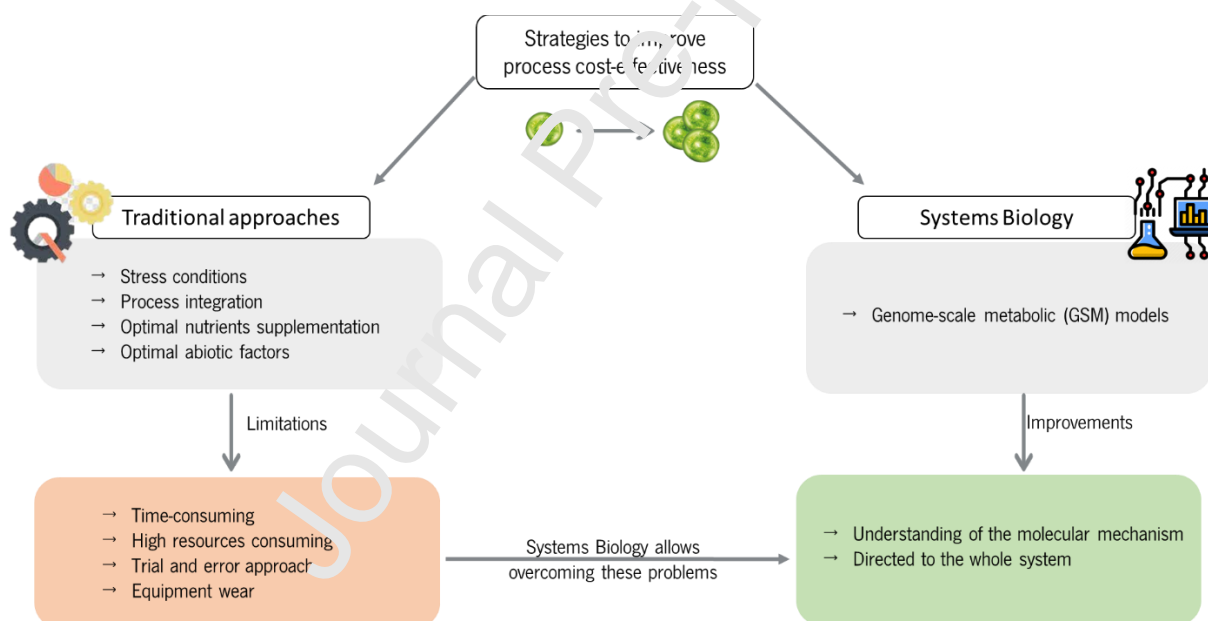 Strategies to improve
process cost-effectiveness
Traditional approaches
→ Stress conditions
→ Process integration
→ Optimal nutrients supplementation
→ Optimal abiotic factors
Systems Biology
→ Genome-scale metabolic (GSM) models
Limitations
Improvements
→ Time-consuming
→ High resources consuming
→ Trial and error approach
→ Equipment wear
Systems Biology allows
overcoming these problems
→ Understanding of the molecular mechanism
→ Directed to the whole system
Journal Pre-